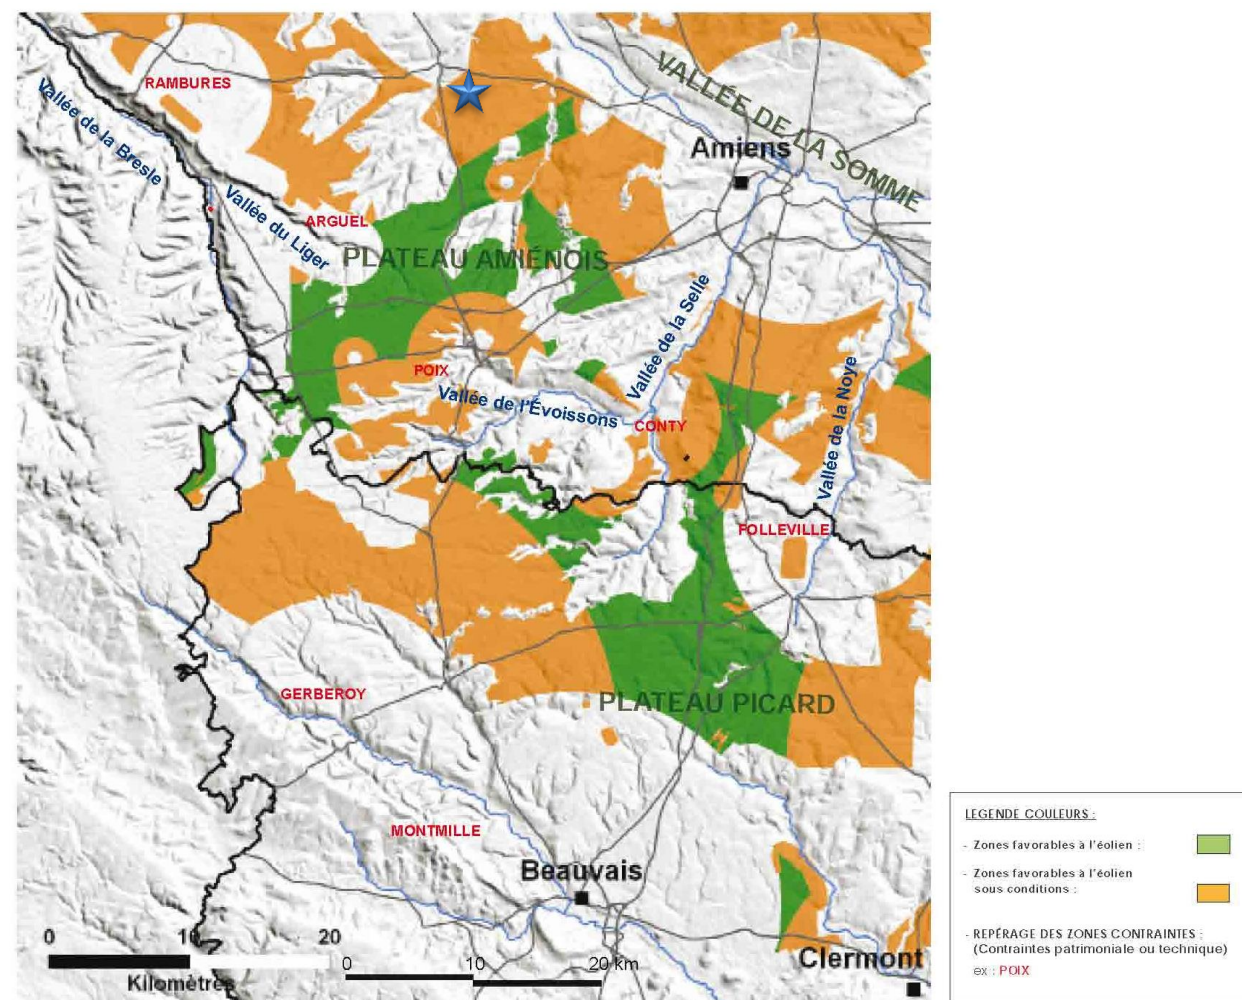 RAMBURES
Vallée de la Bresle
VALLÉE DE LA SOMME
Amiens
Vallée du Liger
ARGUEL
PLATEAU AMIÉNOIS
Vallée de la Selle
POIX
Vallée de l'Évoissons
CONTY
Vallée de la Noye
FOLLEVILLE
GERBEROY
PLATEAU PICARD
MONTMILLE
Beauvais
Clermont
0 10 20
Kilomètres
0 10 20 km
LEGENDE COULEURS :
- Zones favorables à l'éolien :
- Zones favorables à l'éolien
sous conditions :
- REPÉRAGE DES ZONES CONTRAINTES :
(Contraintes patrimoniale ou technique)
ex : POIX